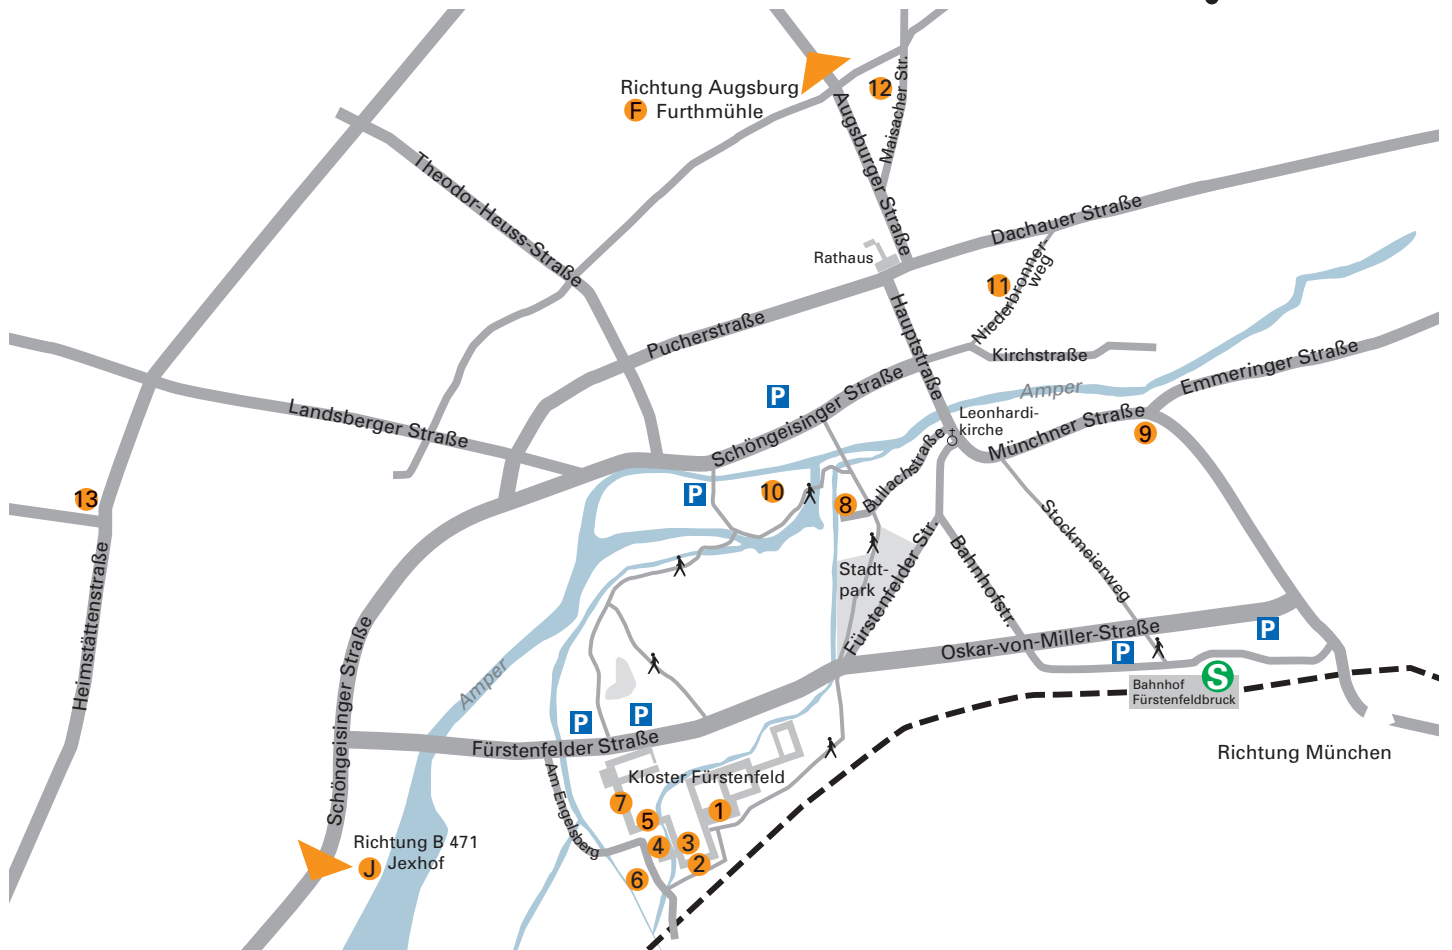 Richtung Augsburg
F Furthmühle
12
Maisacher Str.
Augsburger Straße
Theodor-Heuss-Straße
Dachauer Straße
Rathaus
11
Niederbronner-
weg
Pucherstraße
Hauptstraße
Kirchstraße
Emmeringer Straße
Amper
P
Schöngeisinger Straße
Landsberger Straße
Leonhardi-
kirche
Münchner Straße
9
13
P
10
8
Bullachstraße
Stockmeierweg
Heimstättenstraße
Stadt-
park
Fürstenfelder Str.
Bahnhofstr.
Schöngeisinger Straße
Amper
Oskar-von-Miller-Straße
P
P
S
Bahnhof
Fürstenfeldbruck
P
P
Fürstenfelder Straße
Richtung München
Am Engelsberg
Kloster Fürstenfeld
7
1
5
4
3
2
6
Richtung B 471
J Jexhof